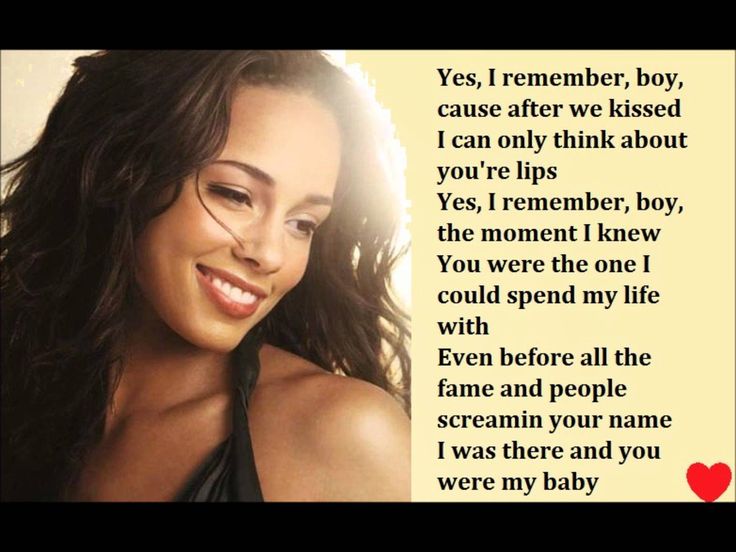 Yes, I remember, boy,
cause after we kissed
I can only think about
you're lips
Yes, I remember, boy,
the moment I knew
You were the one I
could spend my life
with
Even before all the
fame and people
screamin your name
I was there and you
were my baby